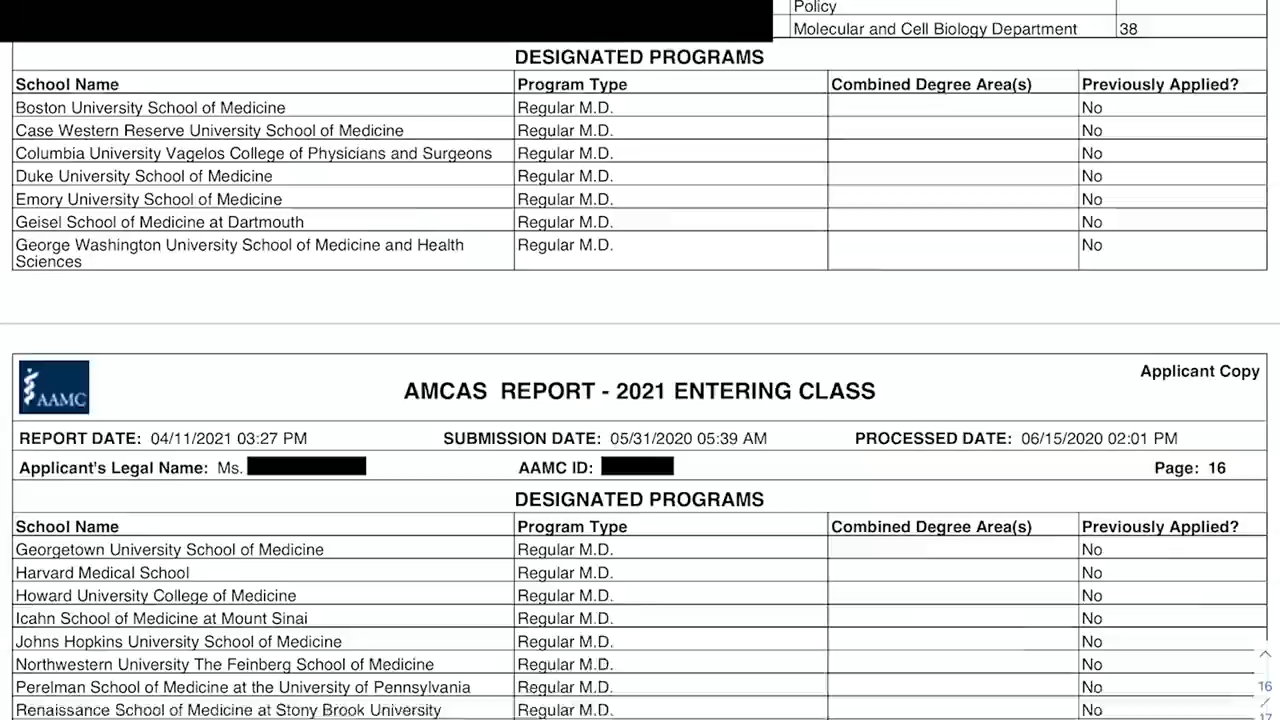 Policy
Molecular and Cell Biology Department 38
DESIGNATED PROGRAMS
School Name Program Type Combined Degree Area(s) Previously Applied?
Boston University School of Medicine Regular M.D. No
Case Western Reserve University School of Medicine Regular M.D. No
Columbia University Vagelos College of Physicians and Surgeons Regular M.D. No
Duke University School of Medicine Regular M.D. No
Emory University School of Medicine Regular M.D. No
Geisel School of Medicine at Dartmouth Regular M.D. No
George Washington University School of Medicine and Health Regular M.D. No
Sciences
Applicant Copy
AAMC
AMCAS REPORT - 2021 ENTERING CLASS
REPORT DATE: 04/11/2021 03:27 PM SUBMISSION DATE: 05/31/2020 05:39 AM PROCESSED DATE: 06/15/2020 02:01 PM
Applicant's Legal Name: Ms. AAMC ID: Page: 16
DESIGNATED PROGRAMS
School Name Program Type Combined Degree Area(s) Previously Applied?
Georgetown University School of Medicine Regular M.D. No
Harvard Medical School Regular M.D. No
Howard University College of Medicine Regular M.D. No
Icahn School of Medicine at Mount Sinai Regular M.D. No
Johns Hopkins University School of Medicine Regular M.D. No
Northwestern University The Feinberg School of Medicine Regular M.D. No
Perelman School of Medicine at the University of Pennsylvania Regular M.D. No
16
Renaissance School of Medicine at Stony Brook University Regular M.D. No
/
17